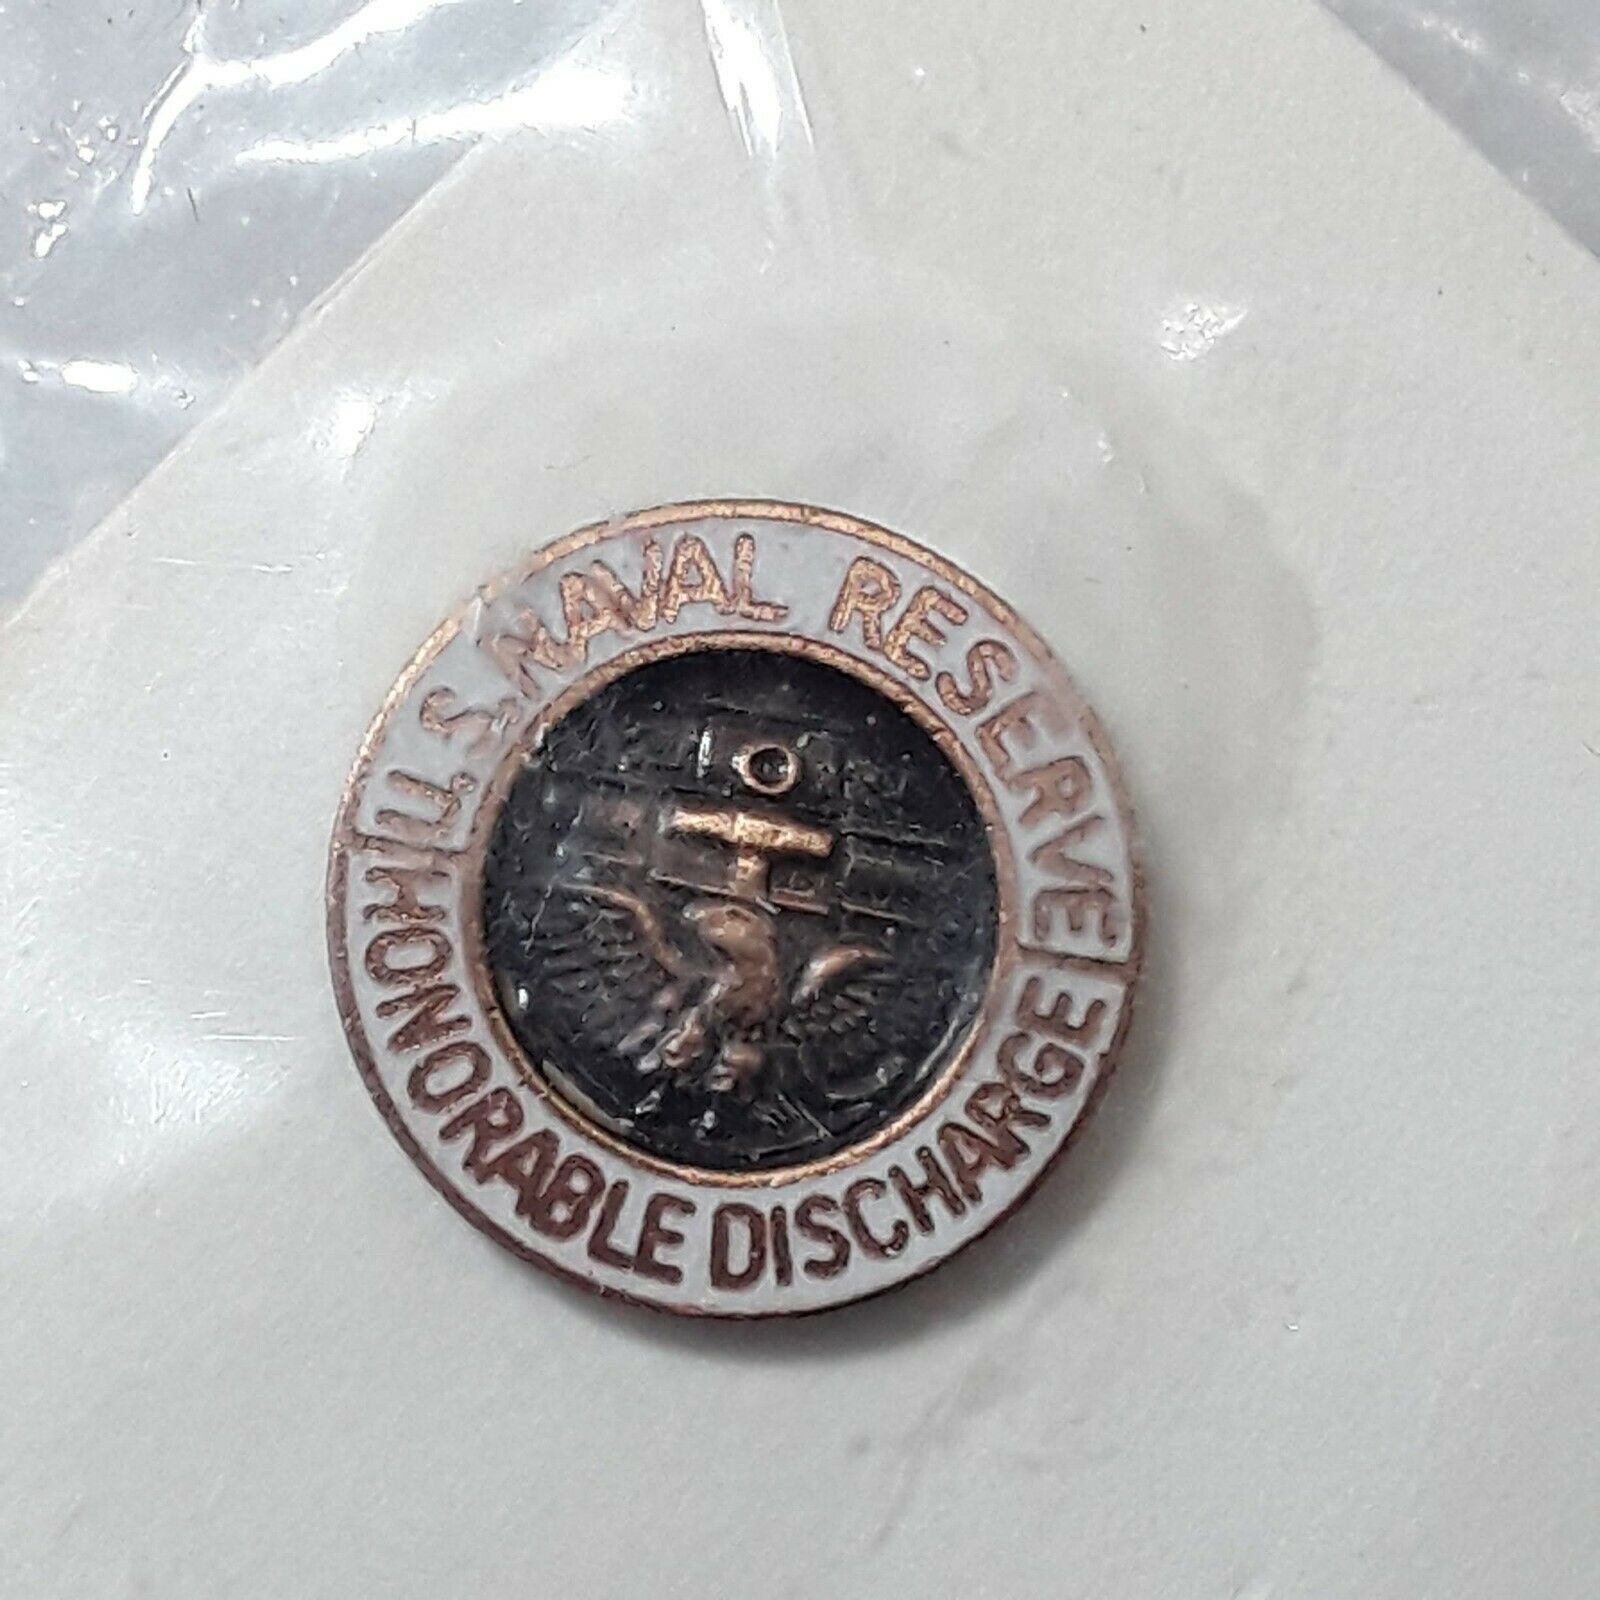 U.S. NAVAL RESERVE
HONORABLE DISCHARGE